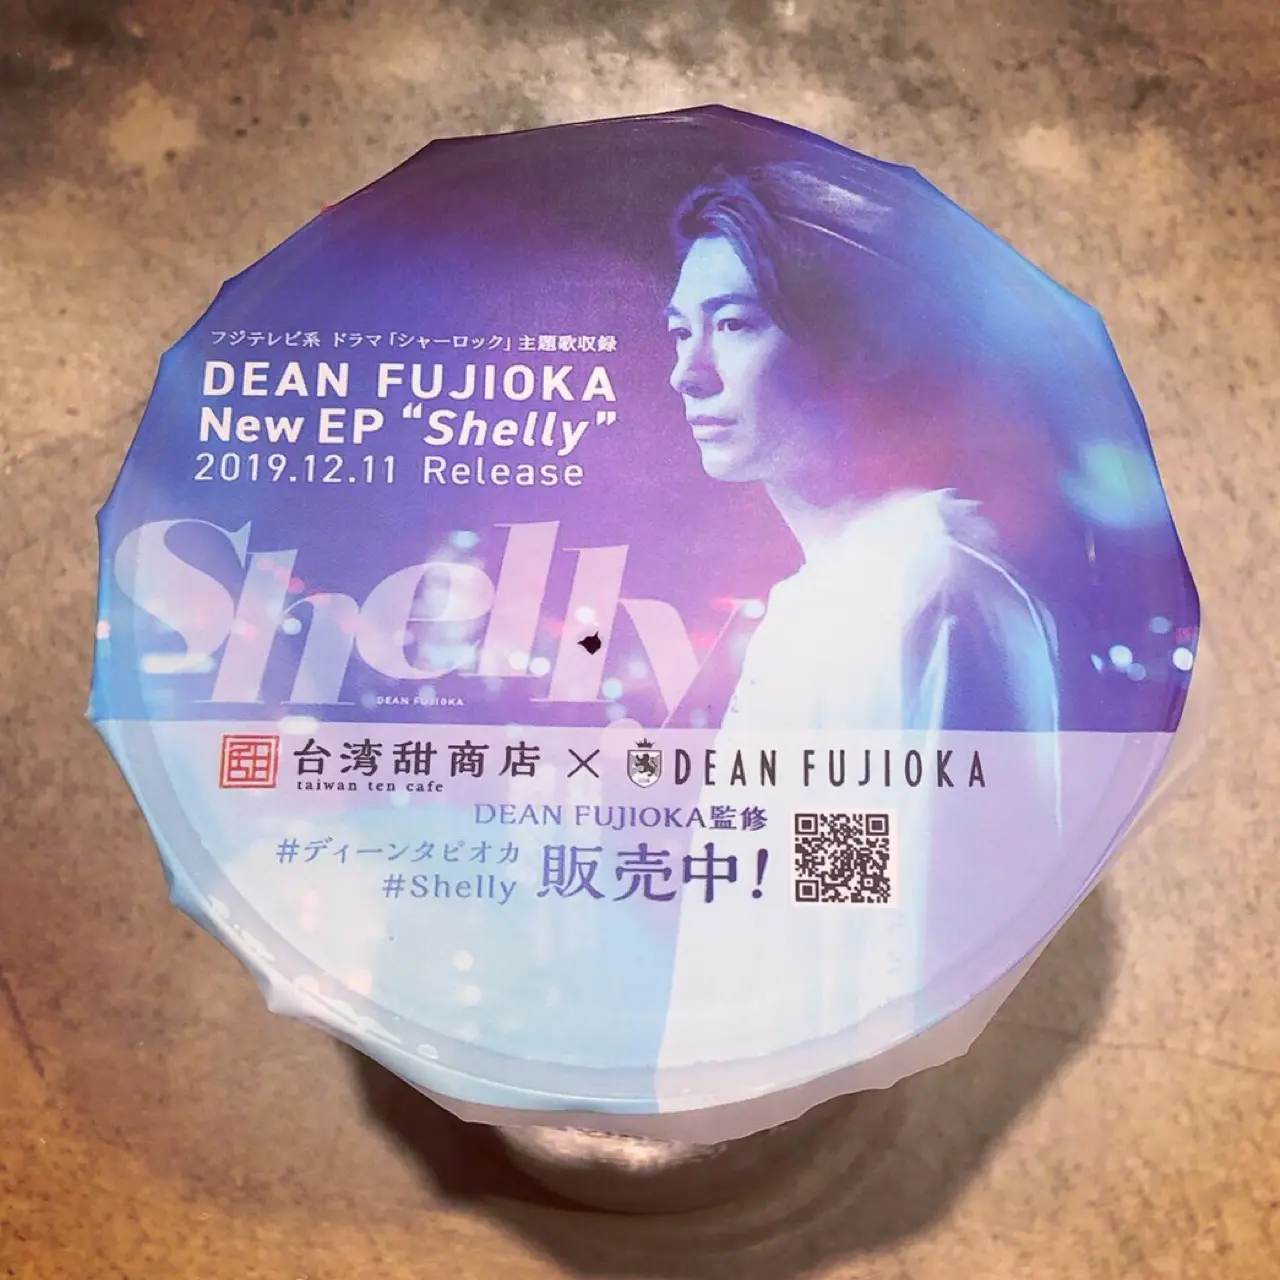 フジテレビ系 ドラマ「シャーロック」主題歌収録
DEAN FUJIOKA
New EP “Shelly”
2019.12.11 Release
Shelly
DEAN FUJIOKA
台湾甜商店 × DEAN FUJIOKA
taiwan ten cafe
DEAN FUJIOKA監修
#ディーンタピオカ
#Shelly 販売中!